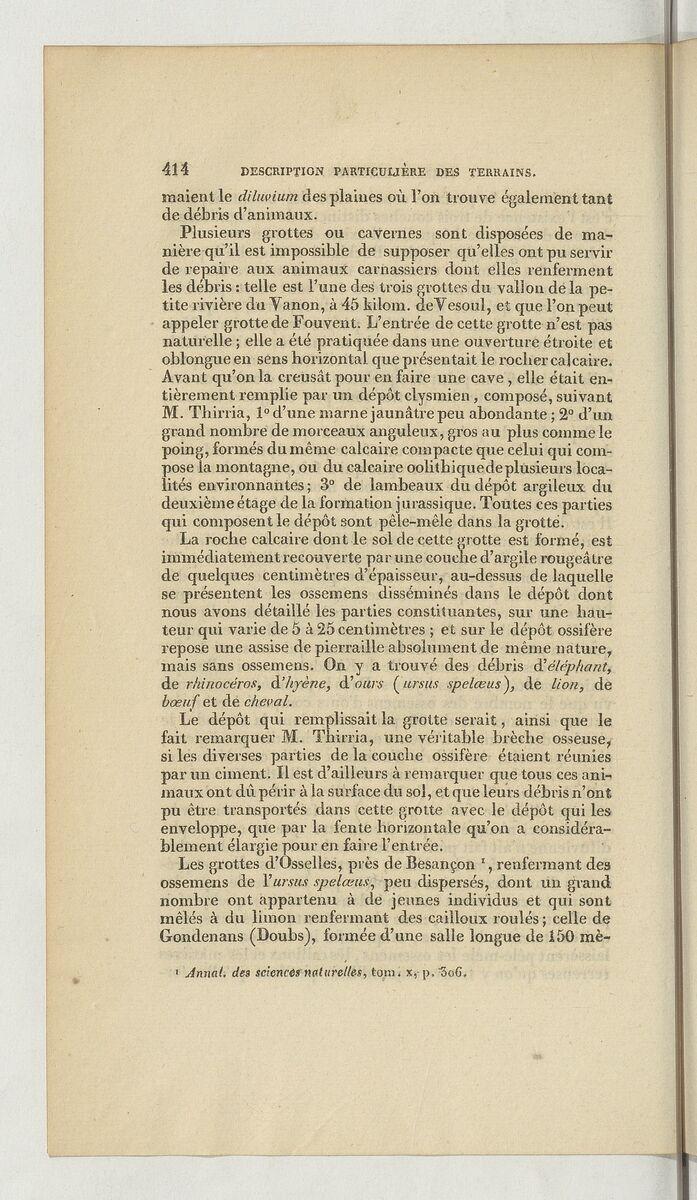 414 DESCRIPTION PARTICULIÈRE DES TERRAINS.
maient le diluvium des plaines où l'on trouve également tant
de débris d'animaux.
Plusieurs grottes ou cavernes sont disposées de ma-
nière qu'il est impossible de supposer qu'elles ont pu servir
de repaire aux animaux carnassiers dont elles renferment
les débris : telle est l'une des trois grottes du vallon de la pe-
tite rivière du Vanon, à 45 kilom. de Vesoul, et que l'on peut
appeler grotte de Fouvent. L'entrée de cette grotte n'est pas
naturelle ; elle a été pratiquée dans une ouverture étroite et
oblongue en sens horizontal que présentait le rocher calcaire.
Avant qu'on la creusât pour en faire une cave, elle était en-
tièrement remplie par un dépôt clysmien, composé, suivant
M. Thirria, 1º d'une marne jaunâtre peu abondante ; 2º d'un
grand nombre de morceaux anguleux, gros au plus comme le
poing, formés du même calcaire compacte que celui qui com-
pose la montagne, ou du calcaire oolithique de plusieurs loca-
lités environnantes ; 3º de lambeaux du dépôt argileux du
deuxième étage de la formation jurassique. Toutes ces parties
qui composent le dépôt sont pêle-mêle dans la grotte.
La roche calcaire dont le sol de cette grotte est formé, est
immédiatement recouverte par une couche d'argile rougeâtre
de quelques centimètres d'épaisseur, au-dessus de laquelle
se présentent les ossemens disséminés dans le dépôt dont
nous avons détaillé les parties constituantes, sur une hau-
teur qui varie de 5 à 25 centimètres ; et sur le dépôt ossifère
repose une assise de pierraille absolument de même nature,
mais sans ossemens. On y a trouvé des débris d'éléphant,
de rhinocéros, d'hyène, d'ours (ursus spelæus), de lion, de
bœuf et de cheval.
Le dépôt qui remplissait la grotte serait, ainsi que le
fait remarquer M. Thirria, une véritable brèche osseuse,
si les diverses parties de la couche ossifère étaient réunies
par un ciment. Il est d'ailleurs à remarquer que tous ces ani-
maux ont dû périr à la surface du sol, et que leurs débris n'ont
pu être transportés dans cette grotte avec le dépôt qui les
enveloppe, que par la fente horizontale qu'on a considéra-
blement élargie pour en faire l'entrée.
Les grottes d'Osselles, près de Besançon ¹, renfermant des
ossemens de l'ursus spelæus, peu dispersés, dont un grand
nombre ont appartenu à de jeunes individus et qui sont
mêlés à du limon renfermant des cailloux roulés ; celle de
Gondenans (Doubs), formée d'une salle longue de 150 mè-
¹ Annal. des sciences naturelles, tom. x, p. 306.